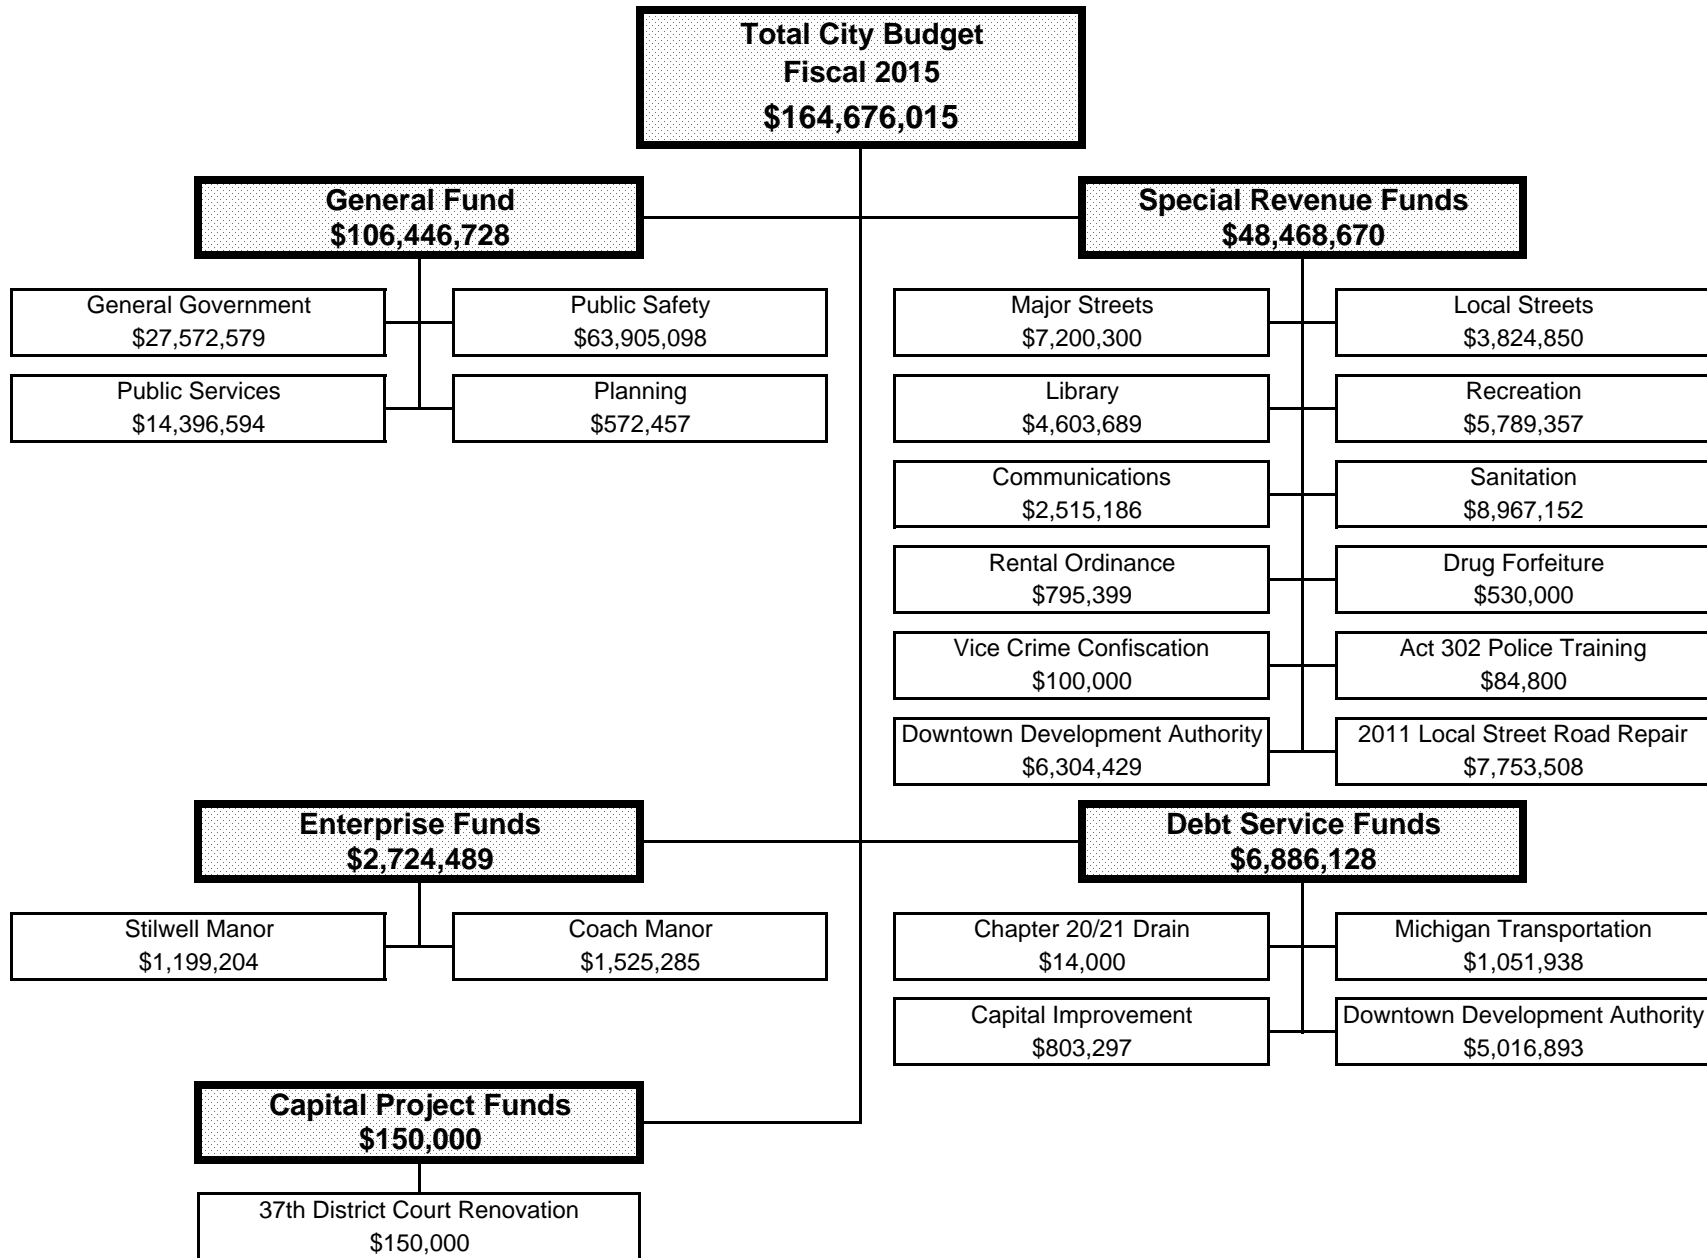 Total City Budget
Fiscal 2015
$164,676,015
General Fund
$106,446,728
Special Revenue Funds
$48,468,670
General Government
$27,572,579
Public Safety
$63,905,098
Major Streets
$7,200,300
Local Streets
$3,824,850
Public Services
$14,396,594
Planning
$572,457
Library
$4,603,689
Recreation
$5,789,357
Communications
$2,515,186
Sanitation
$8,967,152
Rental Ordinance
$795,399
Drug Forfeiture
$530,000
Vice Crime Confiscation
$100,000
Act 302 Police Training
$84,800
Downtown Development Authority
$6,304,429
2011 Local Street Road Repair
$7,753,508
Enterprise Funds
$2,724,489
Debt Service Funds
$6,886,128
Stilwell Manor
$1,199,204
Coach Manor
$1,525,285
Chapter 20/21 Drain
$14,000
Michigan Transportation
$1,051,938
Capital Improvement
$803,297
Downtown Development Authority
$5,016,893
Capital Project Funds
$150,000
37th District Court Renovation
$150,000